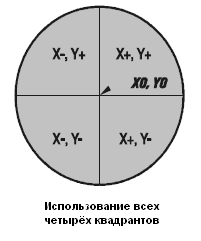 X-, Y+ X+, Y+
X0, Y0
X-, Y- X+, Y-
Использование всех
четырёх квадрантов